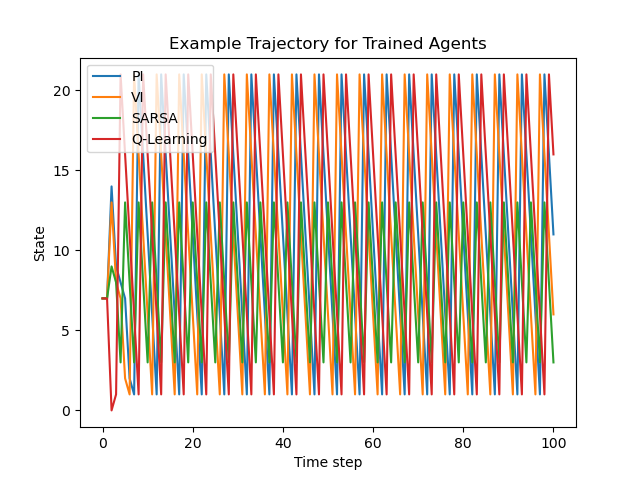 Example Trajectory for Trained Agents
PI
VI
SARSA
Q-Learning
State
20
15
10
5
0
0 20 40 60 80 100
Time step